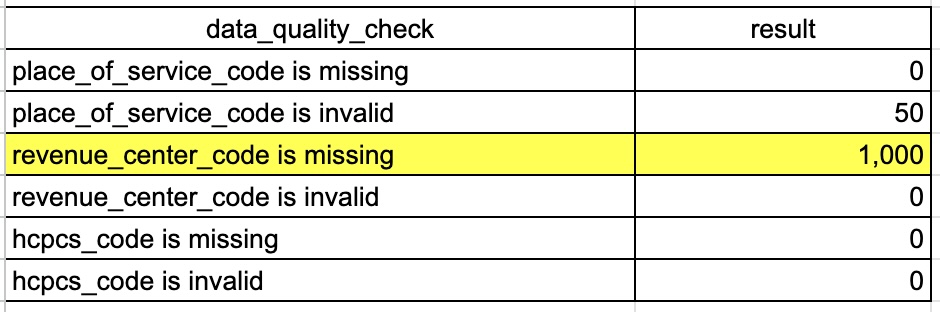 data_quality_check result
place_of_service_code is missing 0
place_of_service_code is invalid 50
revenue_center_code is missing 1,000
revenue_center_code is invalid 0
hcpcs_code is missing 0
hcpcs_code is invalid 0